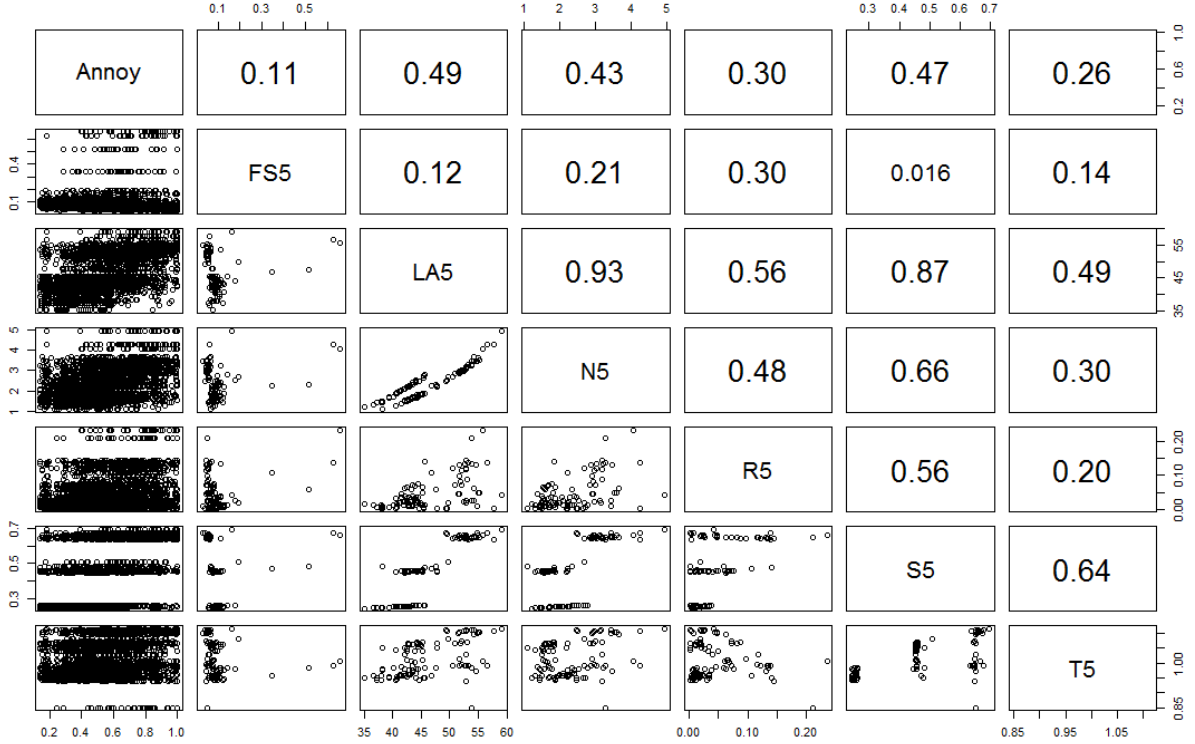 0.1 0.3 0.5 1 2 3 4 5 0.3 0.4 0.5 0.6 0.7
Annoy 0.11 0.49 0.43 0.30 0.47 0.26 0.2 0.6 1.0
0.1 0.4 FS5 0.12 0.21 0.30 0.016 0.14
LA5 0.93 0.56 0.87 0.49 35 45 55
1 2 3 4 5 N5 0.48 0.66 0.30
R5 0.56 0.20 0.00 0.10 0.20
0.3 0.5 0.7 S5 0.64
T5 0.85 1.00
0.2 0.4 0.6 0.8 1.0 35 40 45 50 55 60 0.00 0.10 0.20 0.85 0.95 1.05